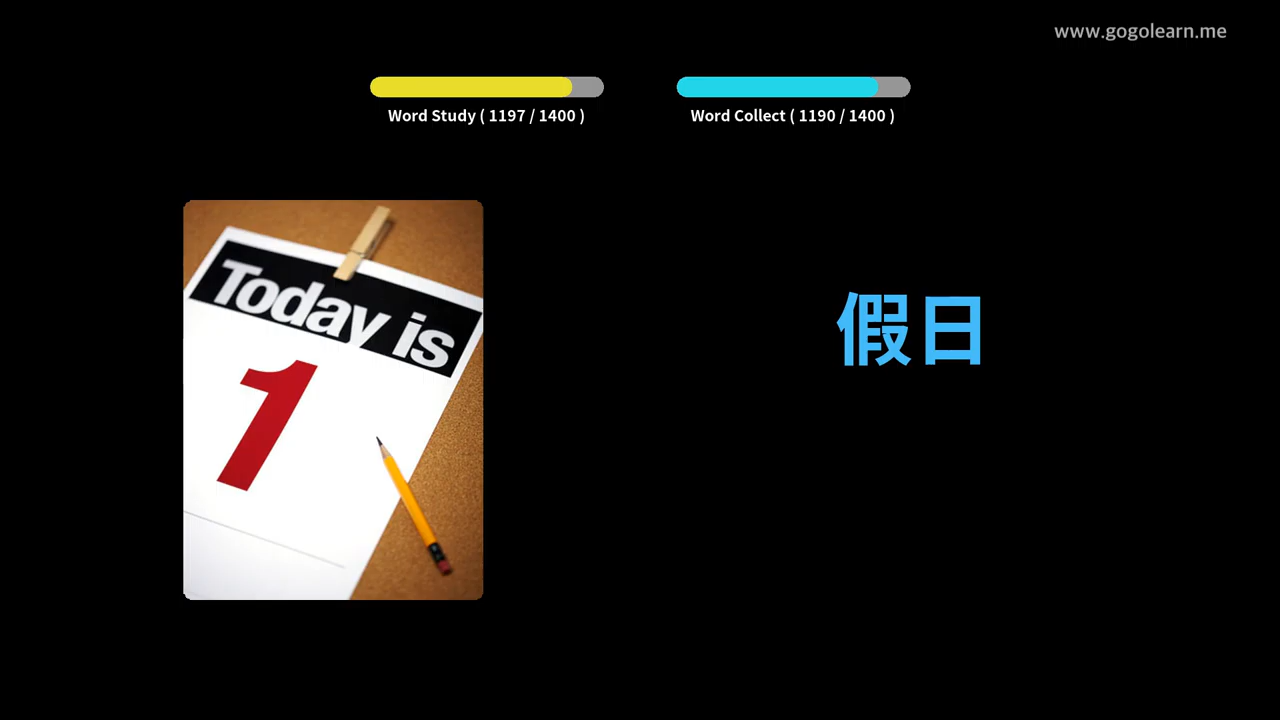 www.gogolearn.me
Word Study ( 1197 / 1400 )
Word Collect ( 1190 / 1400 )
Today is
1
假日